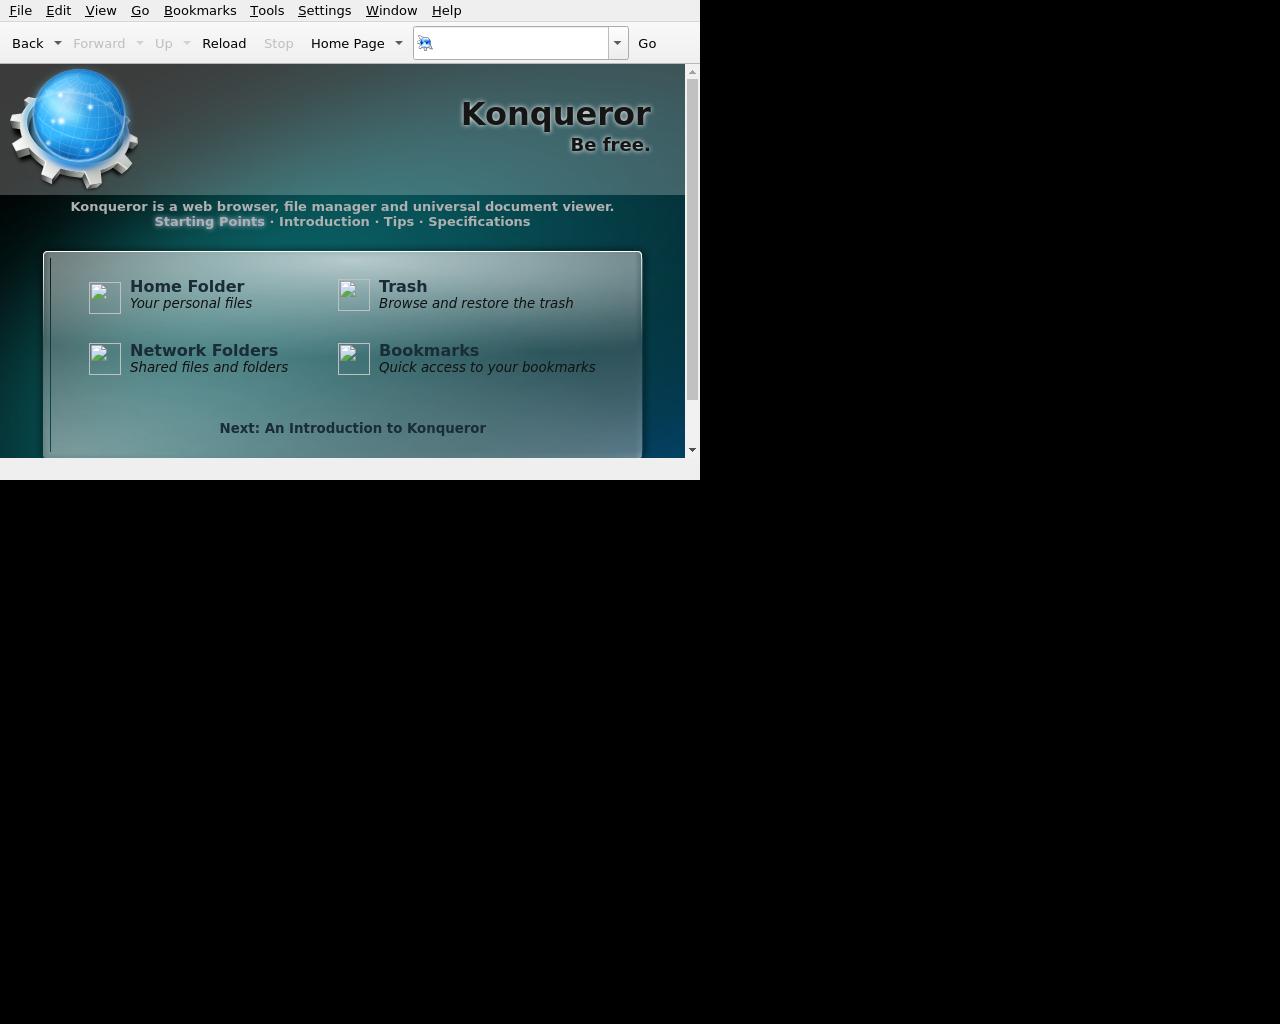 File Edit View Go Bookmarks Tools Settings Window Help
Back Forward Up Reload Stop Home Page Go
Konqueror
Be free.
Konqueror is a web browser, file manager and universal document viewer.
Starting Points · Introduction · Tips · Specifications
Home Folder
Your personal files
Trash
Browse and restore the trash
Network Folders
Shared files and folders
Bookmarks
Quick access to your bookmarks
Next: An Introduction to Konqueror